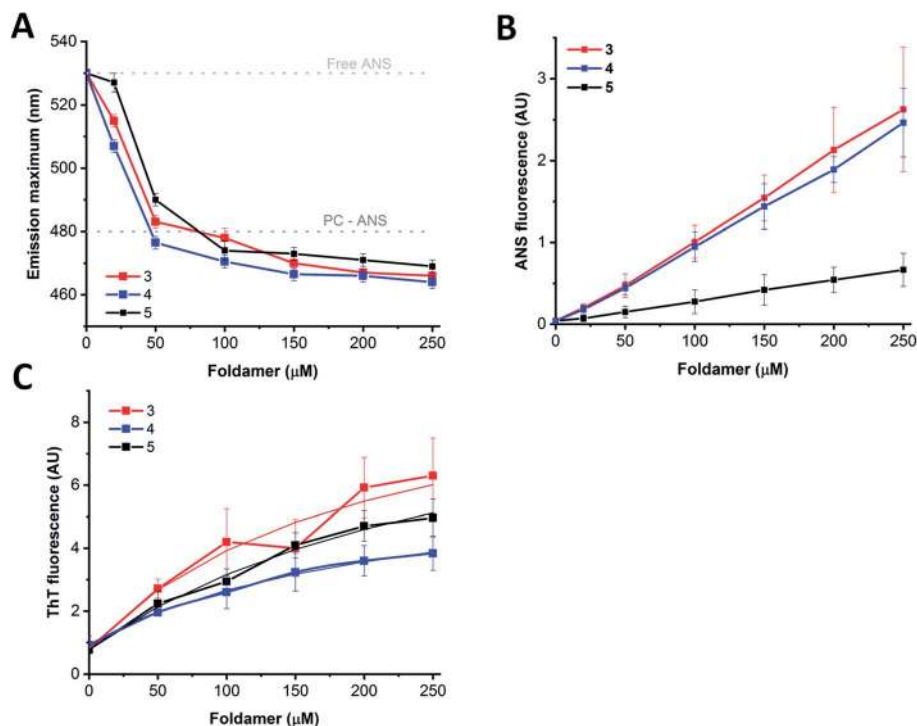 A
540
520
500
480
460
Emission maximum (nm)
Free ANS
PC - ANS
3
4
5
0 50 100 150 200 250
Foldamer (μM)
B
3
2
1
0
ANS fluorescence (AU)
3
4
5
0 50 100 150 200 250
Foldamer (μM)
C
8
6
4
2
0
ThT fluorescence (AU)
3
4
5
0 50 100 150 200 250
Foldamer (μM)